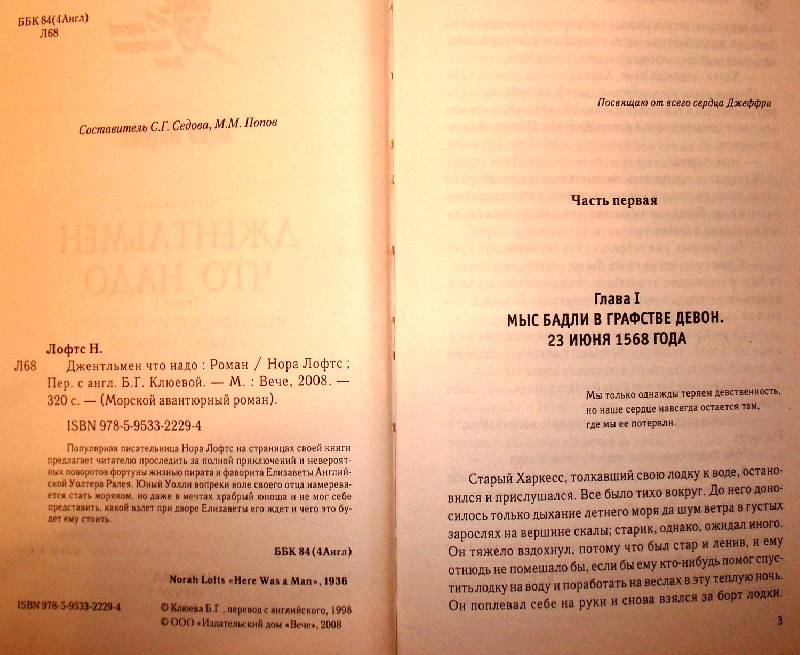 ББК 84(4Англ)
Л68
Составитель С.Г. Седова, М.М. Попов
ДЖЕНТЛЬМЕН
ЧТО НАДО
Лофтс Н.
Л68 Джентльмен что надо : Роман / Нора Лофтс ;
Пер. с англ. Б.Г. Клюевой. — М. : Вече, 2008. —
320 с. — (Морской авантюрный роман).
ISBN 978-5-9533-2229-4
Популярная писательница Нора Лофтс на страницах своей книги
предлагает читателю проследить за полной приключений и невероят-
ных поворотов фортуны жизнью пирата и фаворита Елизаветы Английс-
кой Уолтера Ралея. Юный Уолли вопреки воле своего отца намерева-
ется стать моряком, но даже в мечтах храбрый юноша и не мог себе
представить, какой взлет при дворе Елизаветы его ждет и чего это бу-
дет ему стоить.
ББК 84(4Англ)
Norah Lofts «Here Was a Man», 1936
ISBN 978-5-9533-2229-4
© Клюева Б.Г., перевод с английского, 1998
© ООО «Издательский дом «Вече», 2008
Посвящаю от всего сердца Джеффри
Часть первая
Глава I
МЫС БАДЛИ В ГРАФСТВЕ ДЕВОН.
23 ИЮНЯ 1568 ГОДА
Мы только однажды теряем девственность,
но наше сердце навсегда остается там,
где мы ее потеряли.
Старый Харкесс, толкавший свою лодку к воде, остано-
вился и прислушался. Все было тихо вокруг. До него доно-
силось только дыхание летнего моря да шум ветра в густых
зарослях на вершине скалы; старик, однако, ожидал иного.
Он тяжело вздохнул, потому что был стар и ленив, и ему
отнюдь не помешало бы, если бы ему кто-нибудь помог спус-
тить лодку на воду и поработать на веслах в эту теплую ночь.
Он поплевал себе на руки и снова взялся за борт лодки.
3